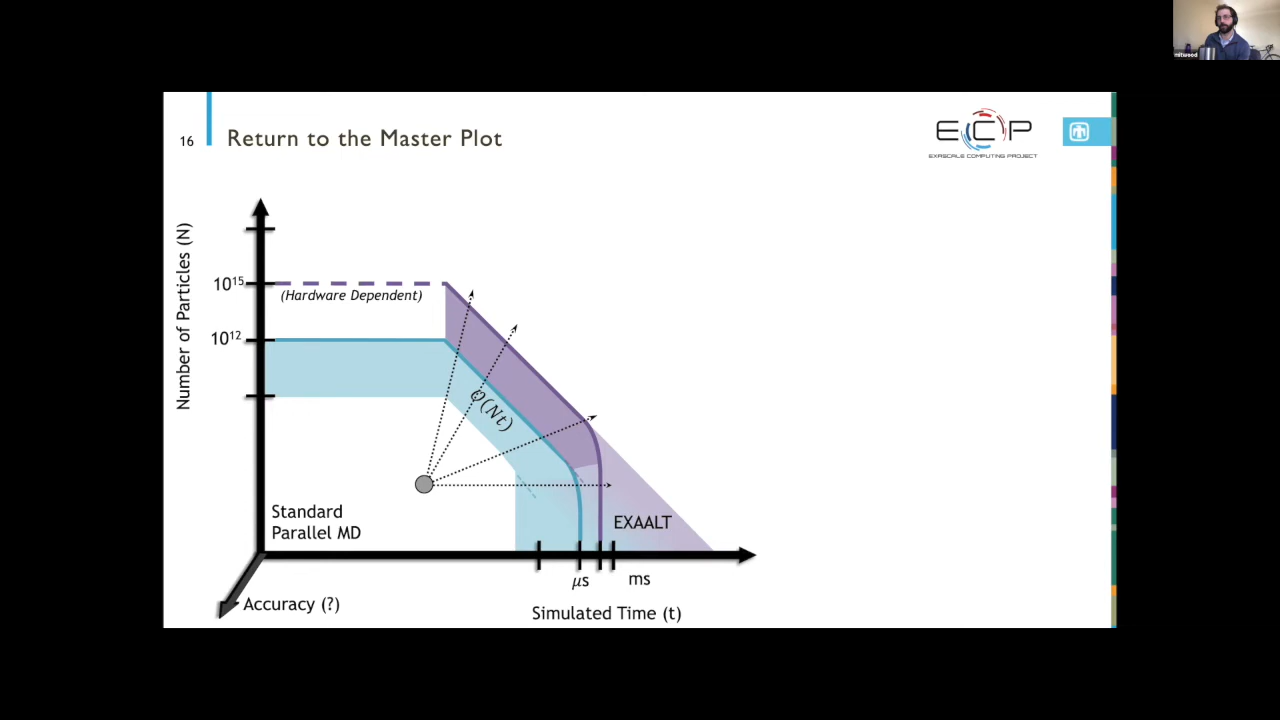 mitwood
16
Return to the Master Plot
ECP
EXASCALE COMPUTING PROJECT
Number of Particles (N)
10¹⁵
(Hardware Dependent)
10¹²
℘(Nt)
Standard
Parallel MD
EXAALT
μs
ms
Accuracy (?)
Simulated Time (t)